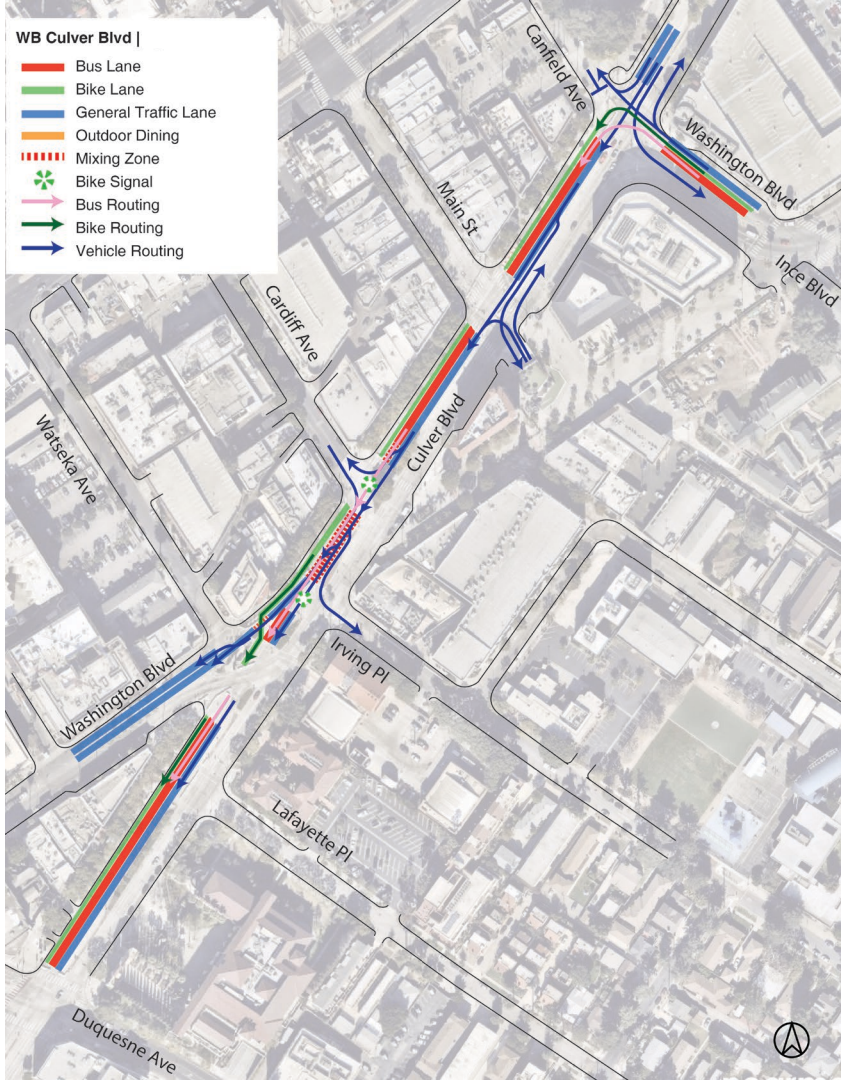 WB Culver Blvd |
Bus Lane
Bike Lane
General Traffic Lane
Outdoor Dining
Mixing Zone
Bike Signal
Bus Routing
Bike Routing
Vehicle Routing
Canfield Ave
Washington Blvd
Main St
Ince Blvd
Cardiff Ave
Culver Blvd
Watseka Ave
Irving Pl
Washington Blvd
Lafayette Pl
Duquesne Ave